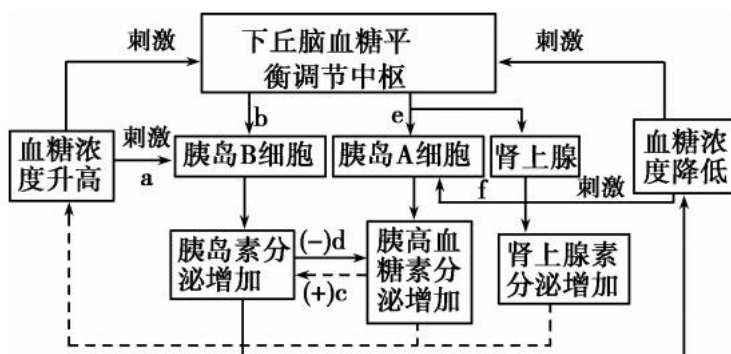 刺激
下丘脑血糖平
衡调节中枢
刺激
b
e
血糖浓
度升高
刺激
a
胰岛B细胞
胰岛A细胞
肾上腺
血糖浓
度降低
f
刺激
胰岛素分
泌增加
(−)d
(+)c
胰高血
糖素分
泌增加
肾上腺素
分泌增加